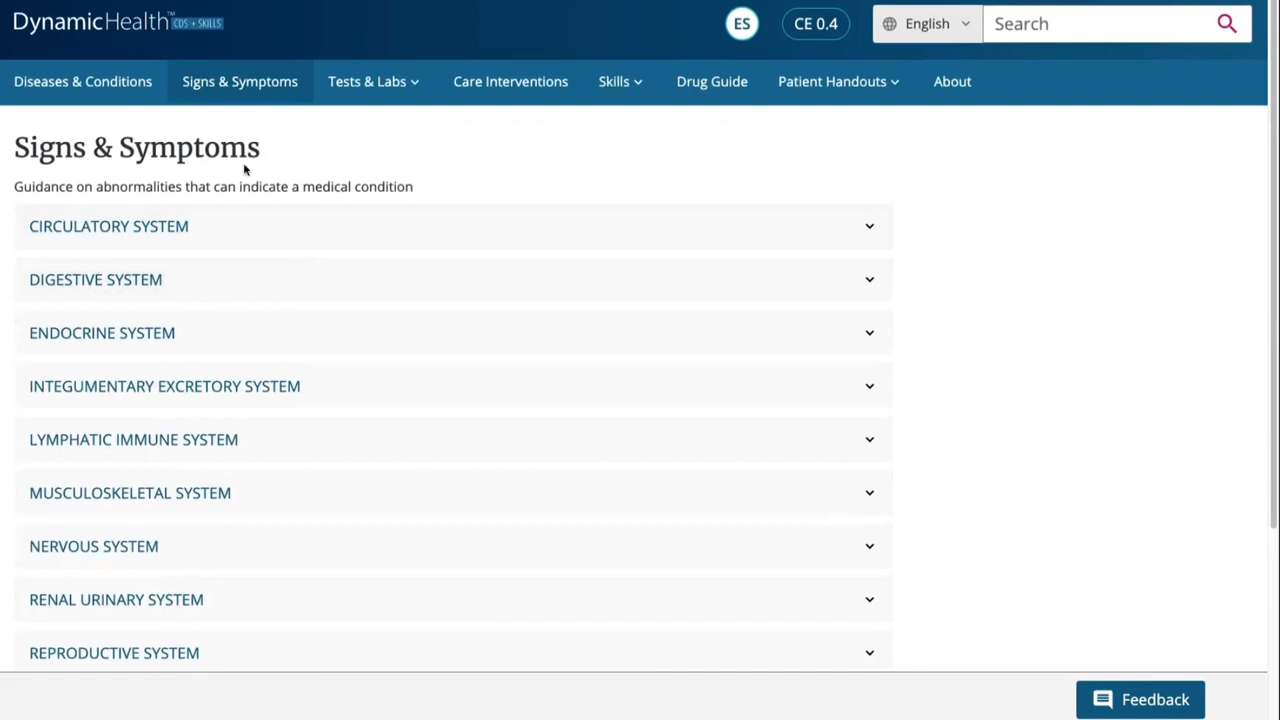 DynamicHealth™ CDS + SKILLS
ES
CE 0.4
English
Search
Diseases & Conditions
Signs & Symptoms
Tests & Labs
Care Interventions
Skills
Drug Guide
Patient Handouts
About
Signs & Symptoms
Guidance on abnormalities that can indicate a medical condition
CIRCULATORY SYSTEM
DIGESTIVE SYSTEM
ENDOCRINE SYSTEM
INTEGUMENTARY EXCRETORY SYSTEM
LYMPHATIC IMMUNE SYSTEM
MUSCULOSKELETAL SYSTEM
NERVOUS SYSTEM
RENAL URINARY SYSTEM
REPRODUCTIVE SYSTEM
Feedback